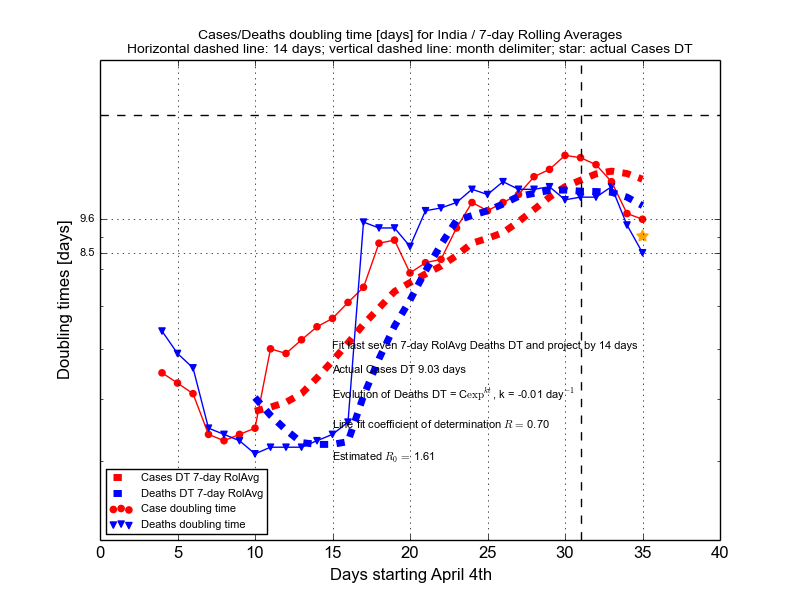 Cases/Deaths doubling time [days] for India / 7-day Rolling Averages
Horizontal dashed line: 14 days; vertical dashed line: month delimiter; star: actual Cases DT
Doubling times [days]
9.6
8.5
Fit last seven 7-day RolAvg Deaths DT and project by 14 days
Actual Cases DT 9.03 days
Evolution of Deaths DT = C exp^kt, k = -0.01 day^−1
Line fit coefficient of determination R = 0.70
Estimated R_0 = 1.61
Cases DT 7-day RolAvg
Deaths DT 7-day RolAvg
Case doubling time
Deaths doubling time
0 5 10 15 20 25 30 35 40
Days starting April 4th